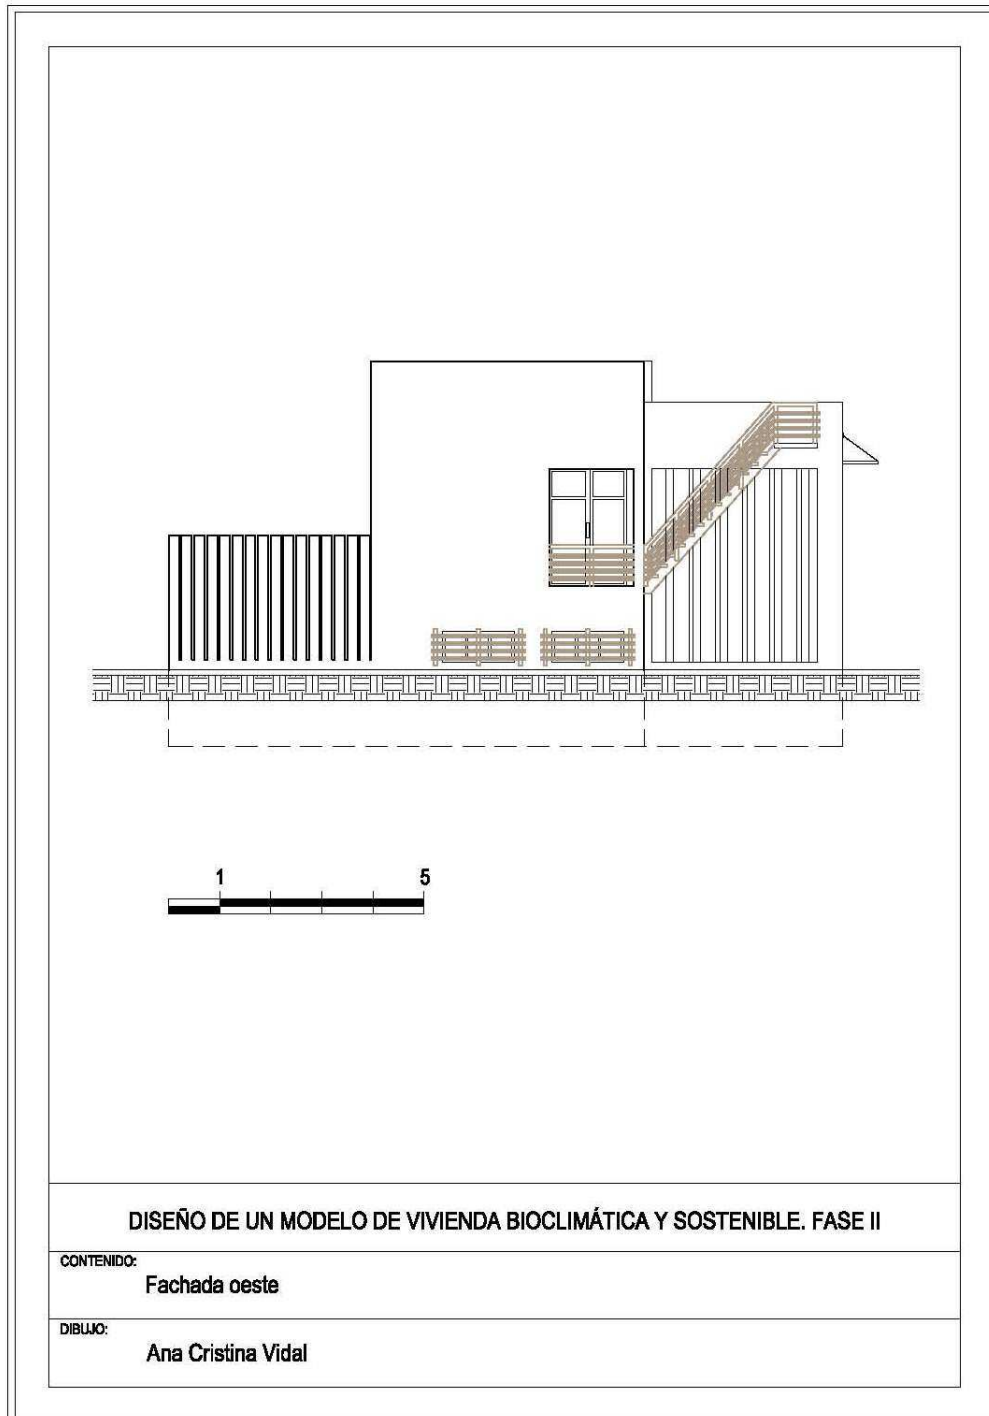 1
5
DISEÑO DE UN MODELO DE VIVIENDA BIOCLIMÁTICA Y SOSTENIBLE. FASE II
CONTENIDO:
Fachada oeste
DIBUJO:
Ana Cristina Vidal